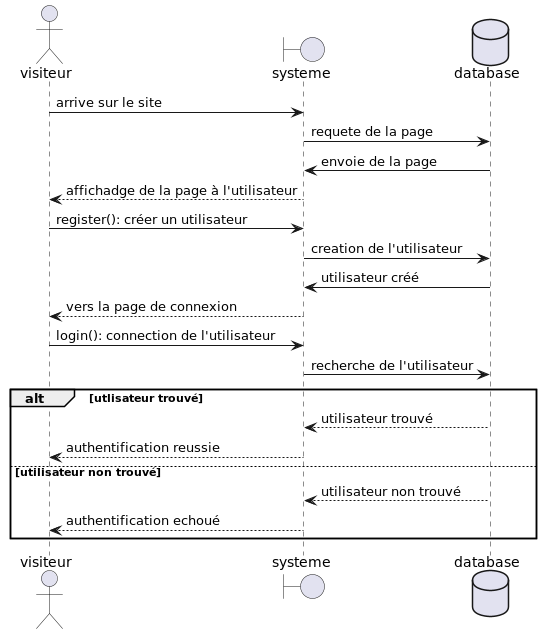 visiteur
systeme
database
arrive sur le site
requete de la page
envoie de la page
affichadge de la page à l'utilisateur
register(): créer un utilisateur
creation de l'utilisateur
utilisateur créé
vers la page de connexion
login(): connection de l'utilisateur
recherche de l'utilisateur
alt [utlisateur trouvé]
utilisateur trouvé
authentification reussie
[utilisateur non trouvé]
utilisateur non trouvé
authentification echoué
visiteur
systeme
database